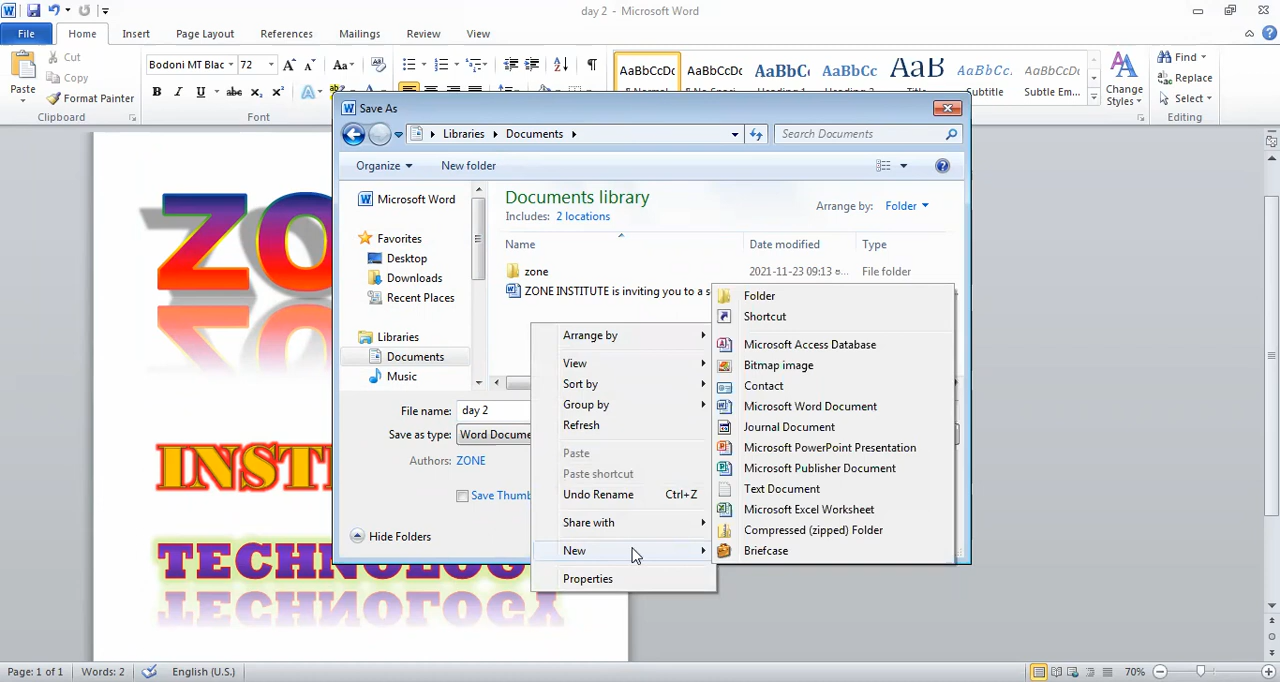 day 2 - Microsoft Word
File Home Insert Page Layout References Mailings Review View
Paste
Cut
Copy
Format Painter
Clipboard
Bodoni MT Blac 72
Font
AaBbCcDc AaBbCcDc AaBbCc AaBbCc AaB AaBbCc. AaBbCcDc
Title Subtitle Subtle Em...
Change
Styles
Find
Replace
Select
Editing
Save As
Libraries Documents
Search Documents
Organize New folder
Microsoft Word
Favorites
Desktop
Downloads
Recent Places
Libraries
Documents
Music
Documents library
Includes: 2 locations
Arrange by: Folder
Name Date modified Type
zone 2021-11-23 09:13 File folder
ZONE INSTITUTE is inviting you to a s
File name: day 2
Save as type: Word Docume
Authors: ZONE
Save Thumb
Hide Folders
Arrange by
View
Sort by
Group by
Refresh
Paste
Paste shortcut
Undo Rename Ctrl+Z
Share with
New
Properties
Folder
Shortcut
Microsoft Access Database
Bitmap image
Contact
Microsoft Word Document
Journal Document
Microsoft PowerPoint Presentation
Microsoft Publisher Document
Text Document
Microsoft Excel Worksheet
Compressed (zipped) Folder
Briefcase
ZO
INSTI
TECHNOLOGY
Page: 1 of 1 Words: 2 English (U.S.) 70%